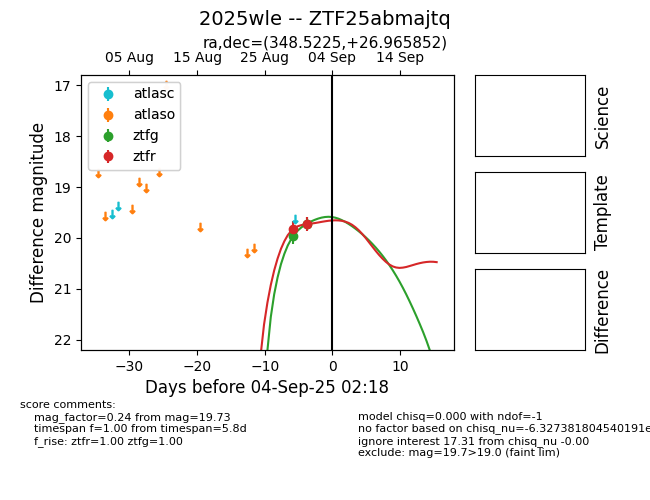 2025wle -- ZTF25abmajtq
ra,dec=(348.5225,+26.965852)
05 Aug 15 Aug 25 Aug 04 Sep 14 Sep
atlasc
atlaso
ztfg
ztfr
17
18
19
20
21
22
Difference magnitude
−30 −20 −10 0 10
Days before 04-Sep-25 02:18
Science
Template
Difference
score comments:
mag_factor=0.24 from mag=19.73
timespan f=1.00 from timespan=5.8d
f_rise: ztfr=1.00 ztfg=1.00
model chisq=0.000 with ndof=-1
no factor based on chisq_nu=-6.327381804540191e
ignore interest 17.31 from chisq_nu -0.00
exclude: mag=19.7>19.0 (faint lim)